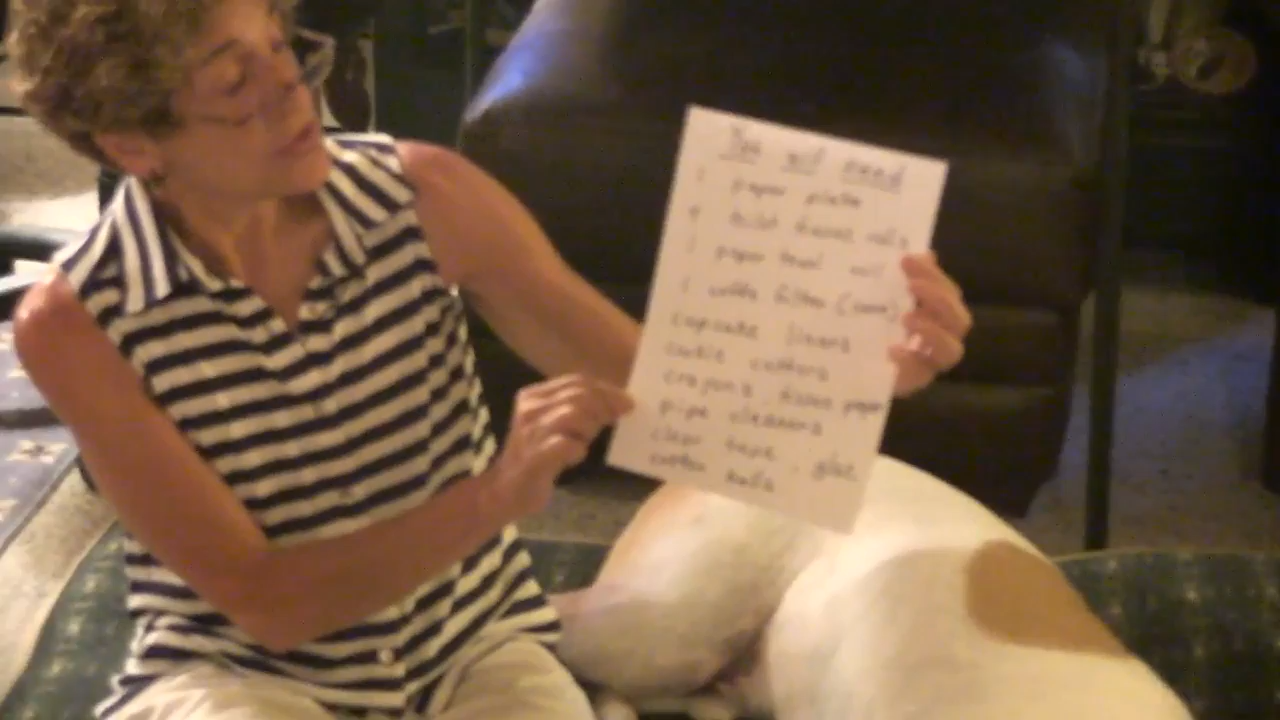 You will need
1 paper plate
toilet tissue rolls
1 paper towel roll
1 coffee filter (cone)
cupcake liners
cookie cutters
crayons, tissue paper
pipe cleaners
clear tape, glue
cotton balls